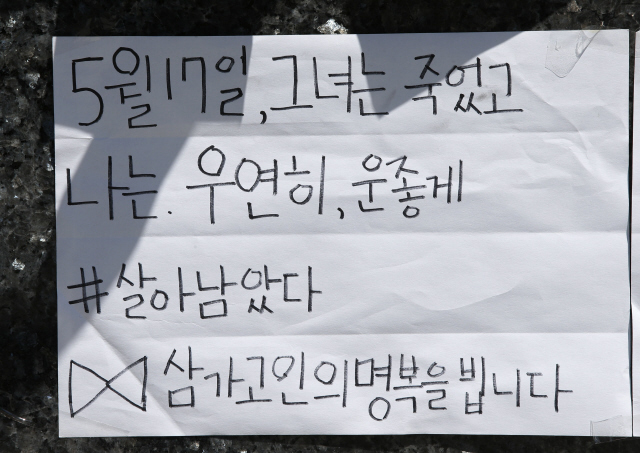 5월17일,그녀는 죽었고
나는. 우연히,운좋게
#살아남았다
삼가고인의명복을빕니다